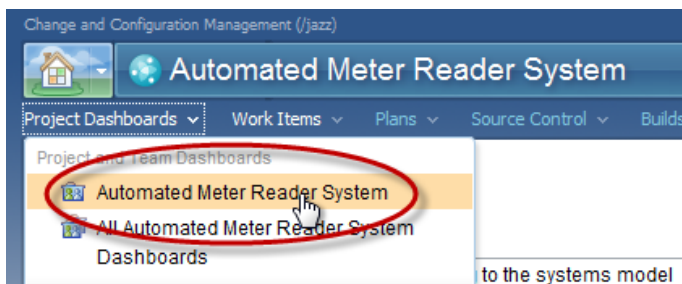 Change and Configuration Management (/jazz)
Automated Meter Reader System
Project Dashboards Work Items Plans Source Control Builds
Project and Team Dashboards
Automated Meter Reader System
All Automated Meter Reader System
Dashboards
to the systems model